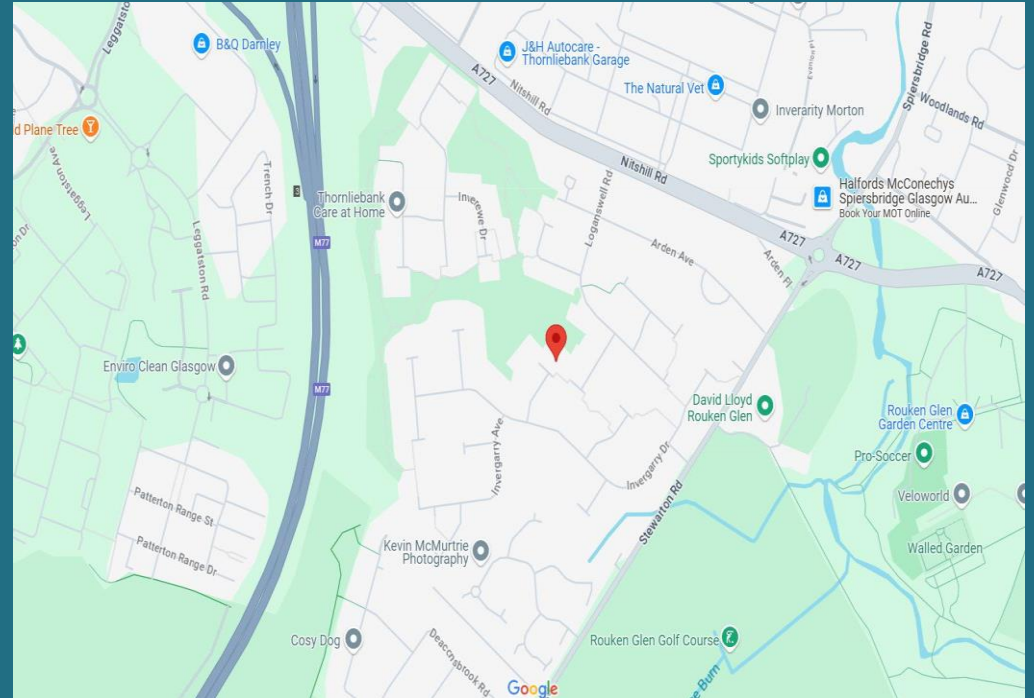 Leggatston
B&Q Darnley
J&H Autocare -
Thornliebank Garage
A727
Nitshill Rd
The Natural Vet
Inverarity Morton
Spiersbridge Rd
Woodlands Rd
d Plane Tree
Sportykids Softplay
Nitshill Rd
Halfords McConechys
Spiersbridge Glasgow Au...
Book Your MOT Online
Glenwood Dr
Leggatston Ave
Trench Dr
3
Thornliebank
Care at Home
Loganswell Rd
Leggatston Rd
M77
Arden Ave
Arden Pl
A727
A727
A727
Enviro Clean Glasgow
M77
David Lloyd
Rouken Glen
Rouken Glen
Garden Centre
Pro-Soccer
Invergarry Ave
Invergarry Dr
Stewarton Rd
Veloworld
Patterton Range St
Patterton Range Dr
Kevin McMurtrie
Photography
Walled Garden
Cosy Dog
Deaconsbrook Rd
Rouken Glen Golf Course
Google